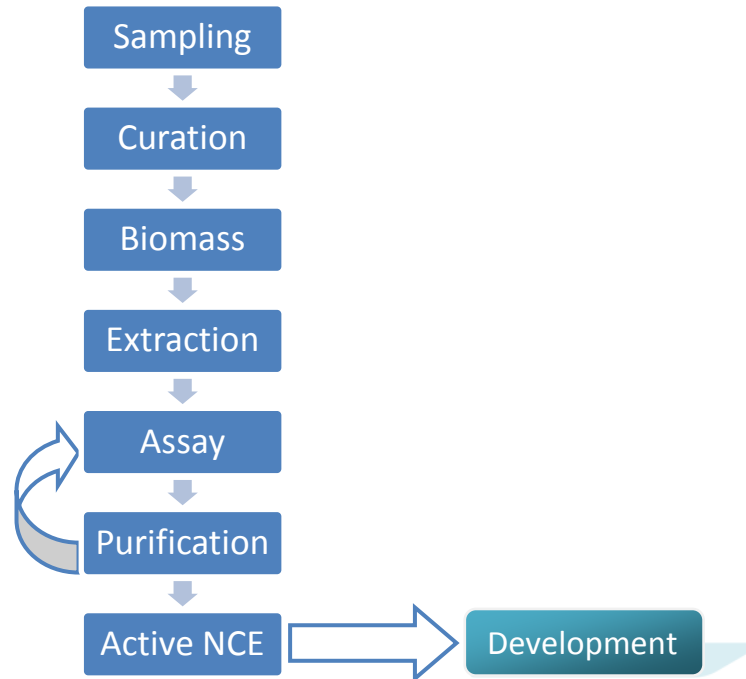 Sampling
Curation
Biomass
Extraction
Assay
Purification
Active NCE
Development